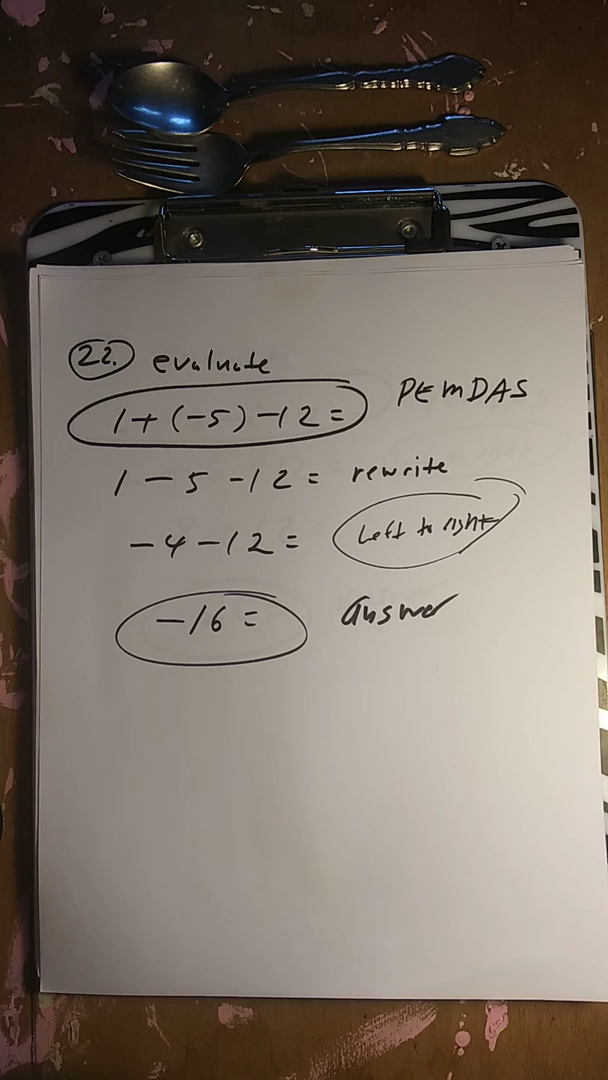 22. evaluate
1 + (-5) - 12 = PEMDAS
1 - 5 - 12 = rewrite
-4 - 12 = Left to right
-16 = answer